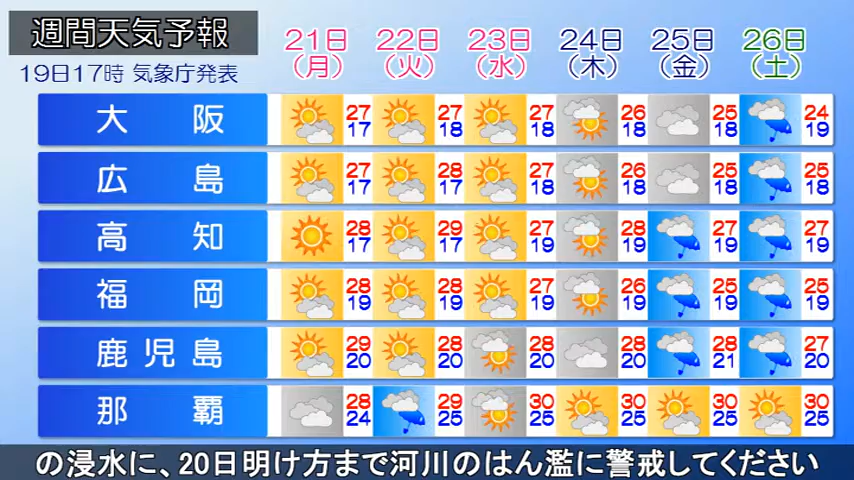 週間天気予報
19日17時 気象庁発表
21日 22日 23日 24日 25日 26日
（月） （火） （水） （木） （金） （土）
大阪 27 17 27 18 27 18 26 18 25 18 24 19
広島 27 17 28 17 27 18 26 18 25 18 25 18
高知 28 17 29 17 27 19 28 19 27 19 27 19
福岡 28 19 28 19 27 19 26 19 25 19 25 19
鹿児島 29 20 28 20 28 20 28 20 28 21 27 20
那覇 28 24 29 25 30 25 30 25 30 25 30 25
の浸水に、20日明け方まで河川のはん濫に警戒してください